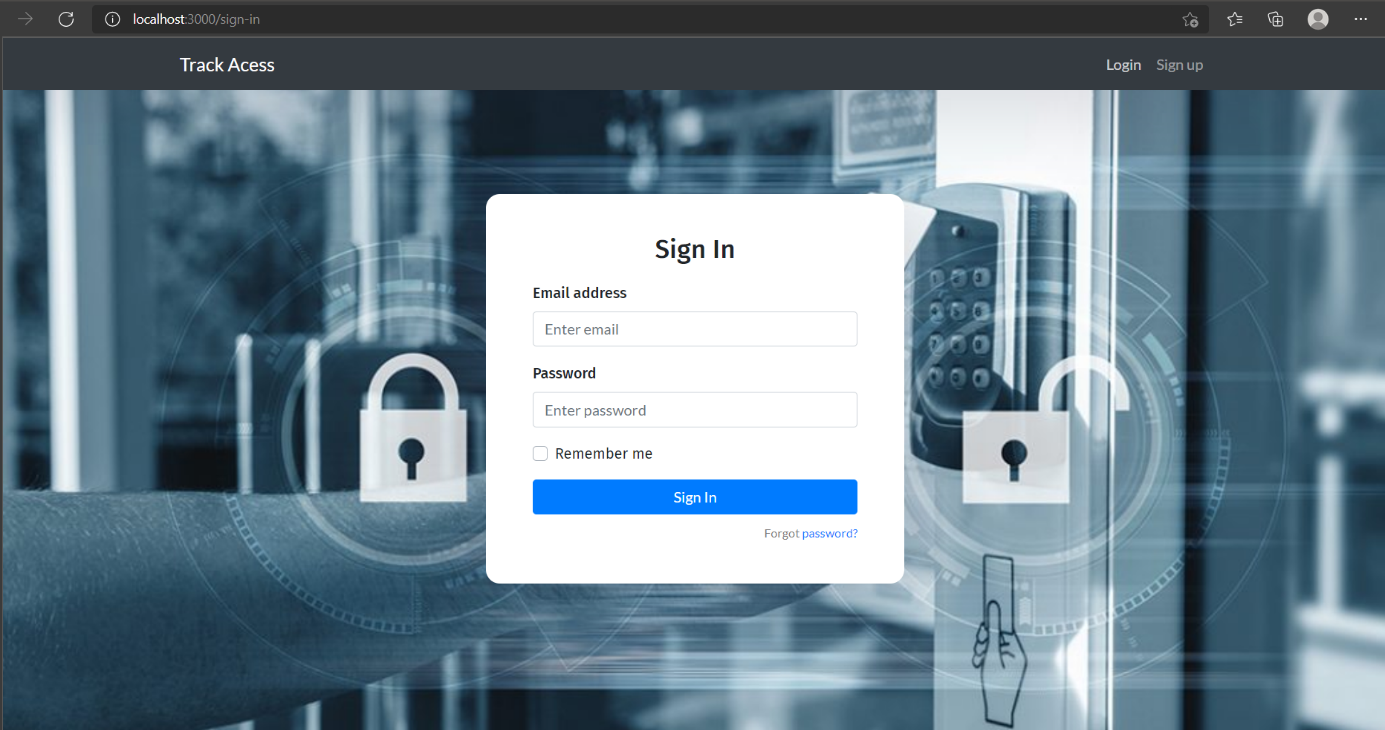 localhost:3000/sign-in
Track Acess
Login Sign up
Sign In
Email address
Enter email
Password
Enter password
Remember me
Sign In
Forgot password?